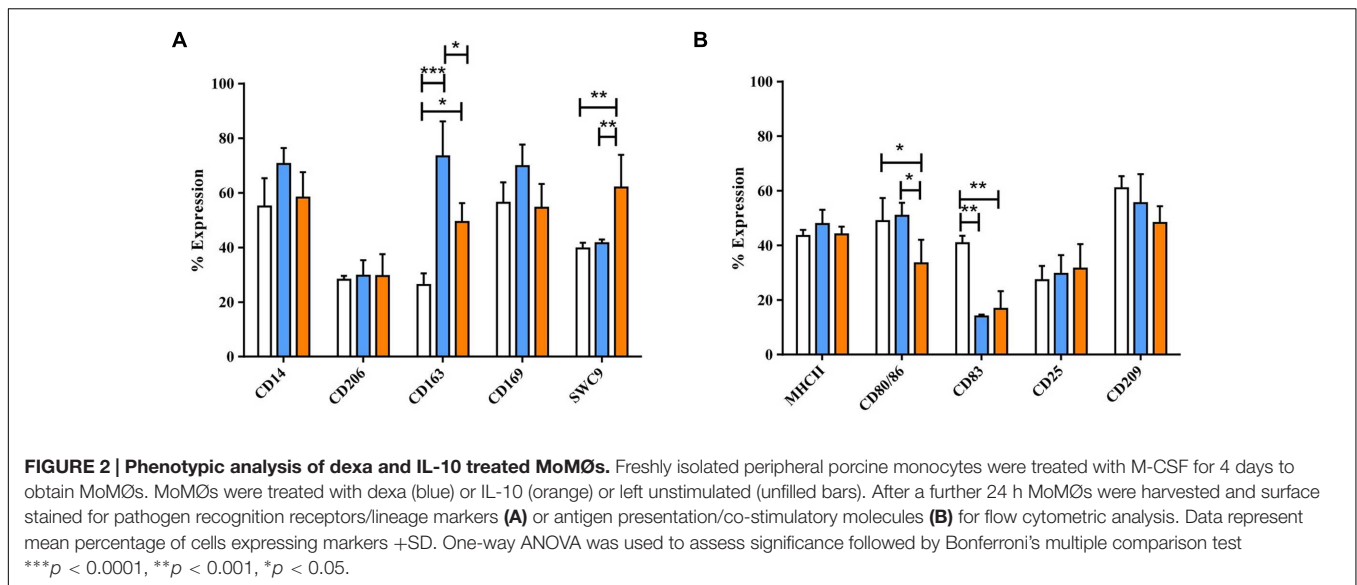 A
B
***
*
*
**
**
*
*
**
**
100
80
60
40
20
0
% Expression
CD14
CD206
CD163
CD169
SWC9
100
80
60
40
20
0
% Expression
MHCII
CD80/86
CD83
CD25
CD209
FIGURE 2 | Phenotypic analysis of dexa and IL-10 treated MoMØs. Freshly isolated peripheral porcine monocytes were treated with M-CSF for 4 days to
obtain MoMØs. MoMØs were treated with dexa (blue) or IL-10 (orange) or left unstimulated (unfilled bars). After a further 24 h MoMØs were harvested and surface
stained for pathogen recognition receptors/lineage markers (A) or antigen presentation/co-stimulatory molecules (B) for flow cytometric analysis. Data represent
mean percentage of cells expressing markers +SD. One-way ANOVA was used to assess significance followed by Bonferroni's multiple comparison test
***p < 0.0001, **p < 0.001, *p < 0.05.